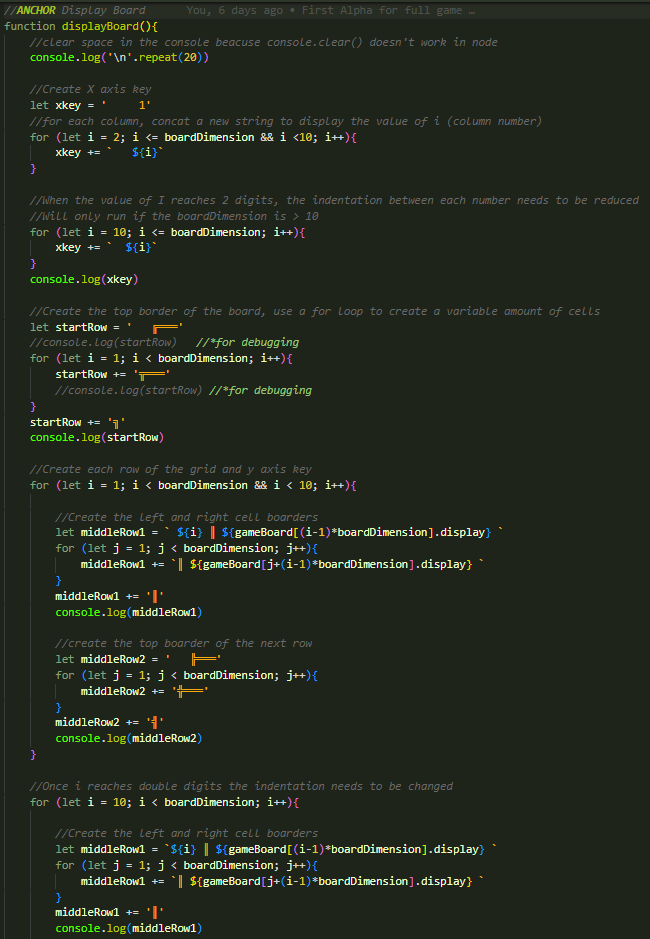 //ANCHOR Display Board      You, 6 days ago • First Alpha for full game …
function displayBoard(){
    //clear space in the console beacuse console.clear() doesn't work in node
    console.log('\n'.repeat(20))

    //Create X axis key
    let xkey = '     1'
    //for each column, concat a new string to display the value of i (column number)
    for (let i = 2; i <= boardDimension && i <10; i++){
        xkey += `   ${i}`
    }

    //When the value of I reaches 2 digits, the indentation between each number needs to be reduced
    //Will only run if the boardDimension is > 10
    for (let i = 10; i <= boardDimension; i++){
        xkey += `  ${i}`
    }
    console.log(xkey)

    //Create the top border of the board, use a for loop to create a variable amount of cells
    let startRow = '   ╔═══'
    //console.log(startRow)   //*for debugging
    for (let i = 1; i < boardDimension; i++){
        startRow += '╦═══'
        //console.log(startRow) //*for debugging
    }
    startRow += '╗'
    console.log(startRow)

    //Create each row of the grid and y axis key
    for (let i = 1; i < boardDimension && i < 10; i++){

        //Create the left and right cell boarders
        let middleRow1 = ` ${i} ║ ${gameBoard[(i-1)*boardDimension].display} `
        for (let j = 1; j < boardDimension; j++){
            middleRow1 += `║ ${gameBoard[j+(i-1)*boardDimension].display} `
        }
        middleRow1 += '║'
        console.log(middleRow1)

        //create the top boarder of the next row
        let middleRow2 = '   ╠═══'
        for (let j = 1; j < boardDimension; j++){
            middleRow2 += '╬═══'
        }
        middleRow2 += '╣'
        console.log(middleRow2)
    }

    //Once i reaches double digits the indentation needs to be changed
    for (let i = 10; i < boardDimension; i++){

        //Create the left and right cell boarders
        let middleRow1 = `${i} ║ ${gameBoard[(i-1)*boardDimension].display} `
        for (let j = 1; j < boardDimension; j++){
            middleRow1 += `║ ${gameBoard[j+(i-1)*boardDimension].display} `
        }
        middleRow1 += '║'
        console.log(middleRow1)